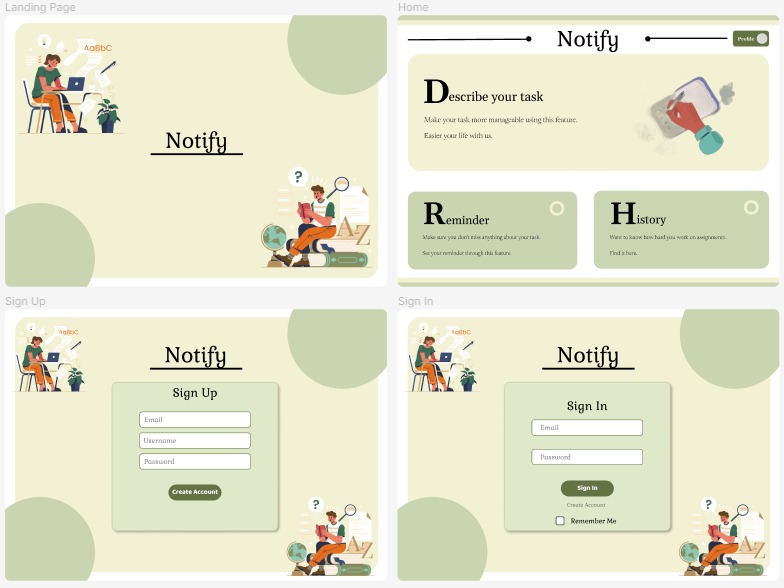 Landing Page
AaBbC
Notify
?
A-Z
Home
Notify
Profile
Describe your task
Make your task more manageable using this feature.
Easier your life with us.
Reminder
Make sure you don't miss anything about your task.
See your reminder through this feature.
History
Want to know how hard you work on assignments.
Find it here.
Sign Up
AaBbC
Notify
Sign Up
Email
Username
Password
Create Account
?
A-Z
Sign In
AaBbC
Notify
Sign In
Email
Password
Sign In
Create Account
Remember Me
?
A-Z